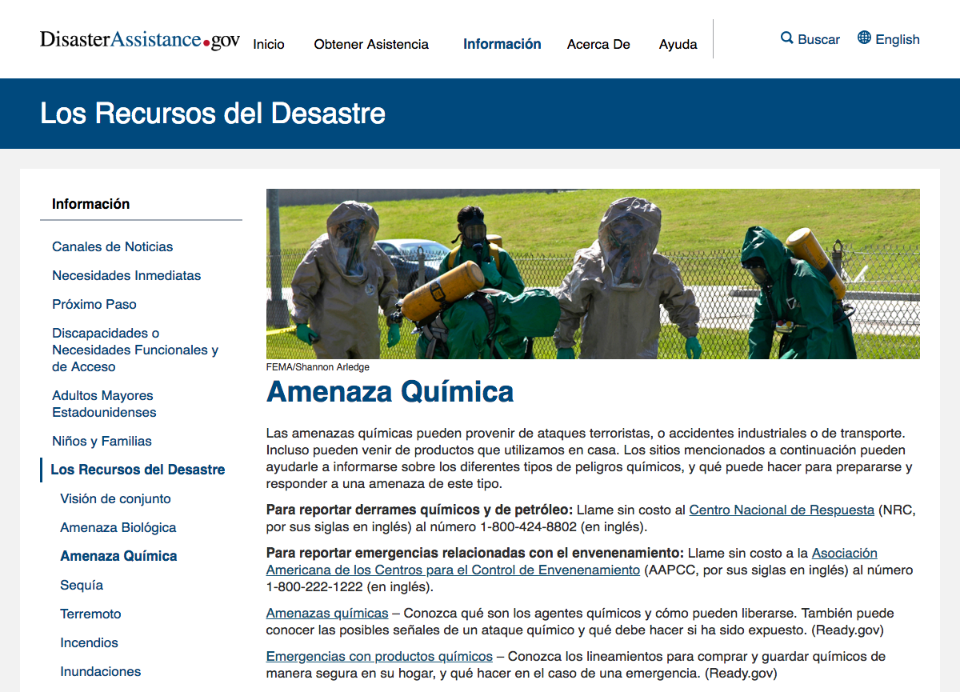 DisasterAssistance.gov
Inicio
Obtener Asistencia
Información
Acerca De
Ayuda
Buscar
English
Los Recursos del Desastre
Información
Canales de Noticias
Necesidades Inmediatas
Próximo Paso
Discapacidades o
Necesidades Funcionales y
de Acceso
Adultos Mayores
Estadounidenses
Niños y Familias
Los Recursos del Desastre
Visión de conjunto
Amenaza Biológica
Amenaza Química
Sequía
Terremoto
Incendios
Inundaciones
FEMA/Shannon Arledge
Amenaza Química
Las amenazas químicas pueden provenir de ataques terroristas, o accidentes industriales o de transporte.
Incluso pueden venir de productos que utilizamos en casa. Los sitios mencionados a continuación pueden
ayudarle a informarse sobre los diferentes tipos de peligros químicos, y qué puede hacer para prepararse y
responder a una amenaza de este tipo.
Para reportar derrames químicos y de petróleo: Llame sin costo al Centro Nacional de Respuesta (NRC,
por sus siglas en inglés) al número 1-800-424-8802 (en inglés).
Para reportar emergencias relacionadas con el envenenamiento: Llame sin costo a la Asociación
Americana de los Centros para el Control de Envenenamiento (AAPCC, por sus siglas en inglés) al número
1-800-222-1222 (en inglés).
Amenazas químicas – Conozca qué son los agentes químicos y cómo pueden liberarse. También puede
conocer las posibles señales de un ataque químico y qué debe hacer si ha sido expuesto. (Ready.gov)
Emergencias con productos químicos – Conozca los lineamientos para comprar y guardar químicos de
manera segura en su hogar, y qué hacer en el caso de una emergencia. (Ready.gov)